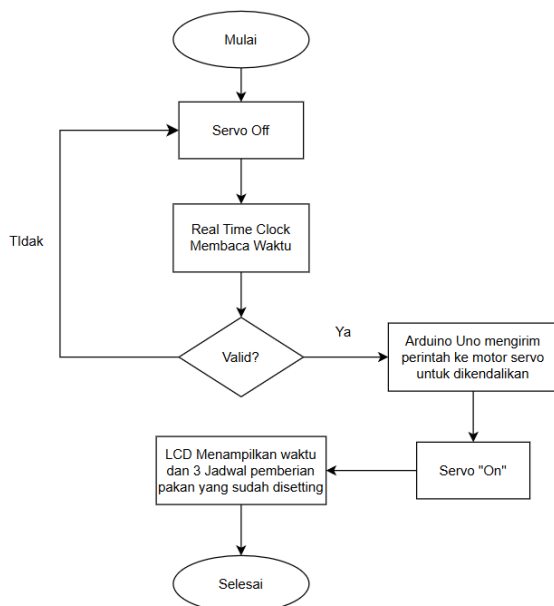 Mulai
Servo Off
Real Time Clock
Membaca Waktu
TIdak
Valid?
Ya
Arduino Uno mengirim
perintah ke motor servo
untuk dikendalikan
Servo "On"
LCD Menampilkan waktu
dan 3 Jadwal pemberian
pakan yang sudah disetting
Selesai